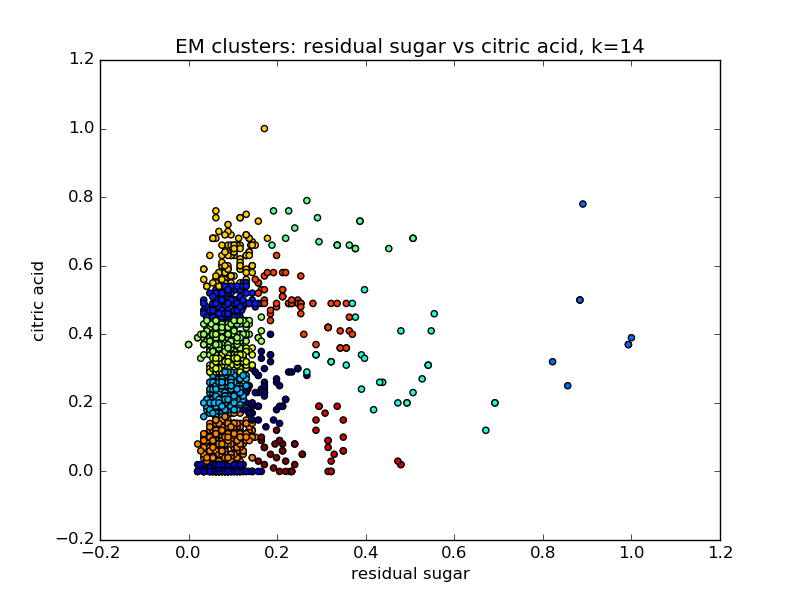 EM clusters: residual sugar vs citric acid, k=14
1.2
1.0
0.8
0.6
0.4
0.2
0.0
−0.2
citric acid
−0.2 0.0 0.2 0.4 0.6 0.8 1.0 1.2
residual sugar